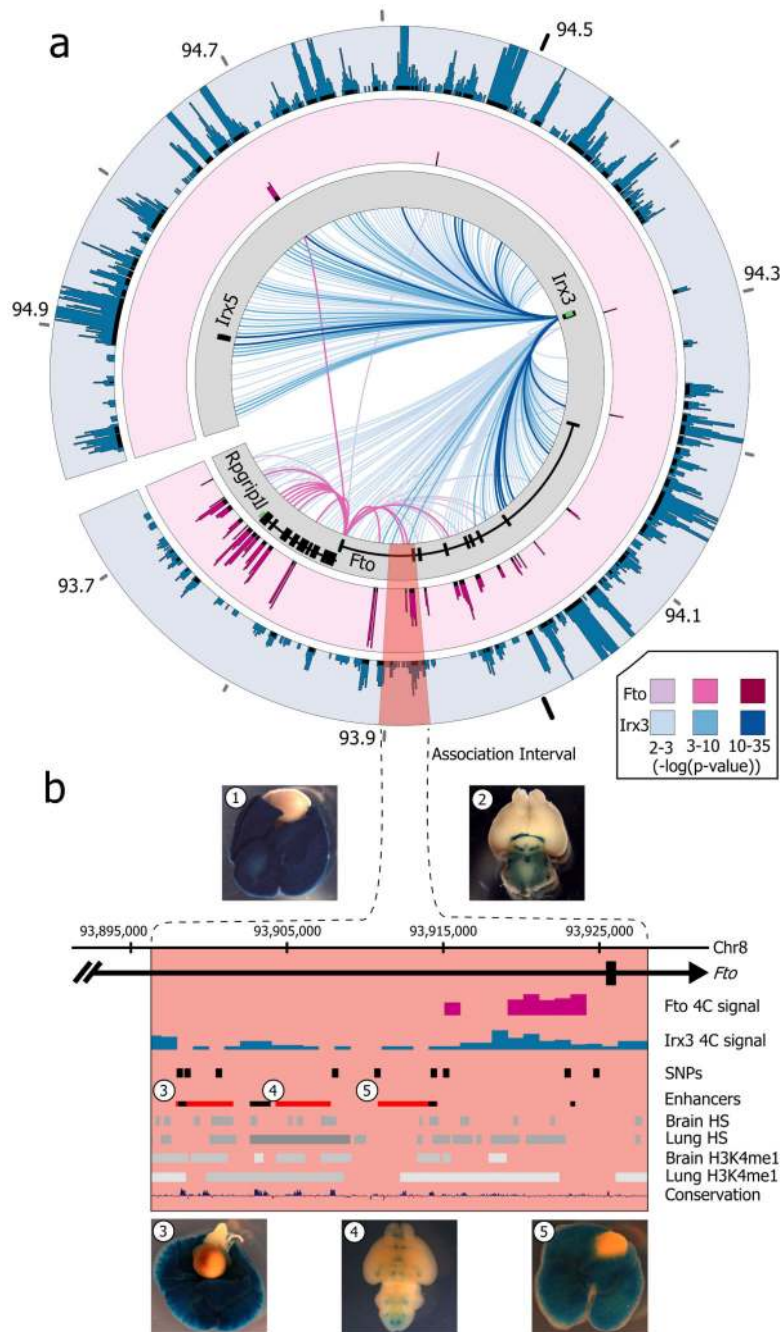 a
94.5
94.7
94.3
94.9
Irx3
Irx5
Rpgrip1l
Fto
93.7
94.1
93.9
Fto
Irx3
2-3 3-10 10-35
(-log(p-value))
Association Interval
b
1
2
93,895,000 93,905,000 93,915,000 93,925,000
Chr8
Fto
Fto 4C signal
Irx3 4C signal
SNPs
3 4 5
Enhancers
Brain HS
Lung HS
Brain H3K4me1
Lung H3K4me1
Conservation
3
4
5